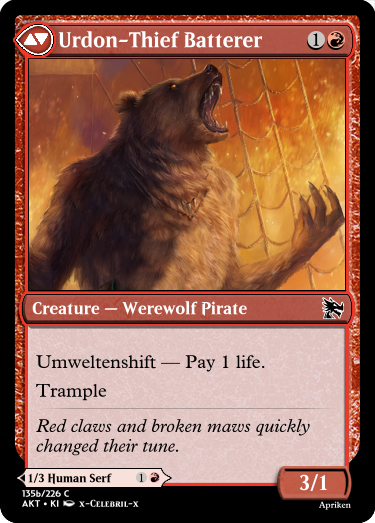 Urdon-Thief Batterer 1
Creature — Werewolf Pirate
Umweltenshift — Pay 1 life.
Trample
Red claws and broken maws quickly
changed their tune.
1/3 Human Serf 1
3/1
135b/226 C
AKT • KI x-Celebril-x
Apriken